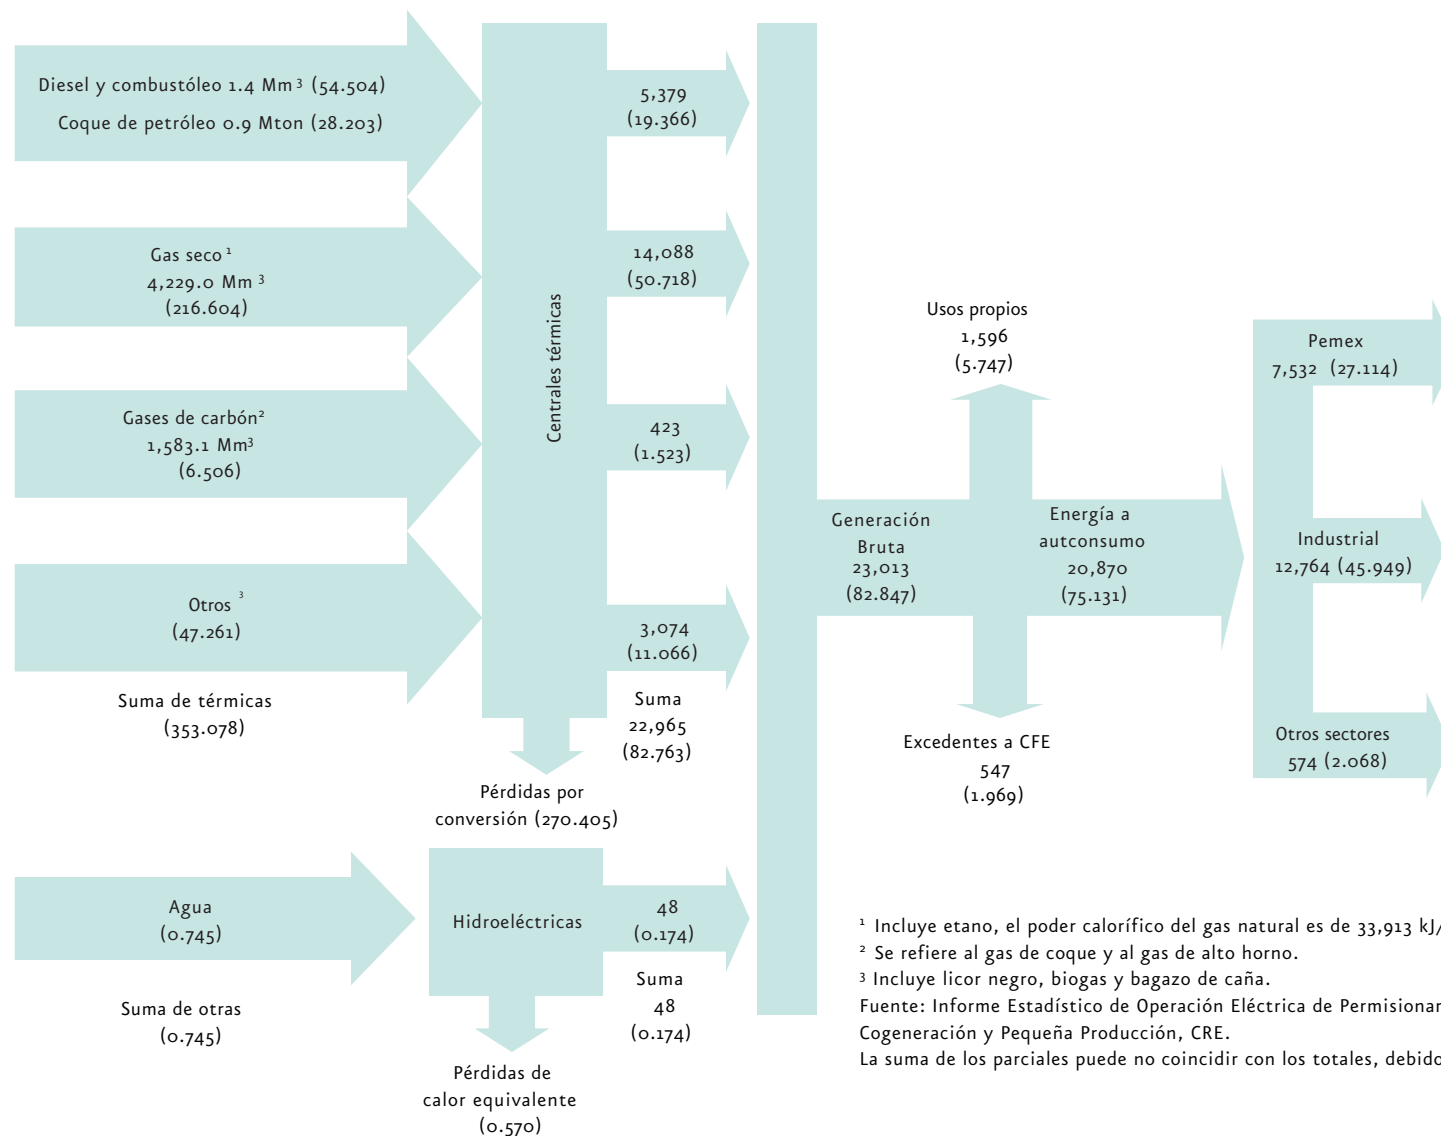 Diesel y combustóleo 1.4 Mm³ (54.504)
Coque de petróleo 0.9 Mton (28.203)
Gas seco ¹
4,229.0 Mm ³
(216.604)
Gases de carbón²
1,583.1 Mm³
(6.506)
Otros ³
(47.261)
Suma de térmicas
(353.078)
Centrales térmicas
5,379
(19.366)
14,088
(50.718)
423
(1.523)
3,074
(11.066)
Suma
22,965
(82.763)
Pérdidas por
conversión (270.405)
Agua
(0.745)
Suma de otras
(0.745)
Hidroeléctricas
48
(0.174)
Suma
48
(0.174)
Pérdidas de
calor equivalente
(0.570)
Generación
Bruta
23,013
(82.847)
Usos propios
1,596
(5.747)
Energía a
autconsumo
20,870
(75.131)
Excedentes a CFE
547
(1.969)
Pemex
7,532 (27.114)
Industrial
12,764 (45.949)
Otros sectores
574 (2.068)
¹ Incluye etano, el poder calorífico del gas natural es de 33,913 kJ/
² Se refiere al gas de coque y al gas de alto horno.
³ Incluye licor negro, biogas y bagazo de caña.
Fuente: Informe Estadístico de Operación Eléctrica de Permisionar
Cogeneración y Pequeña Producción, CRE.
La suma de los parciales puede no coincidir con los totales, debido